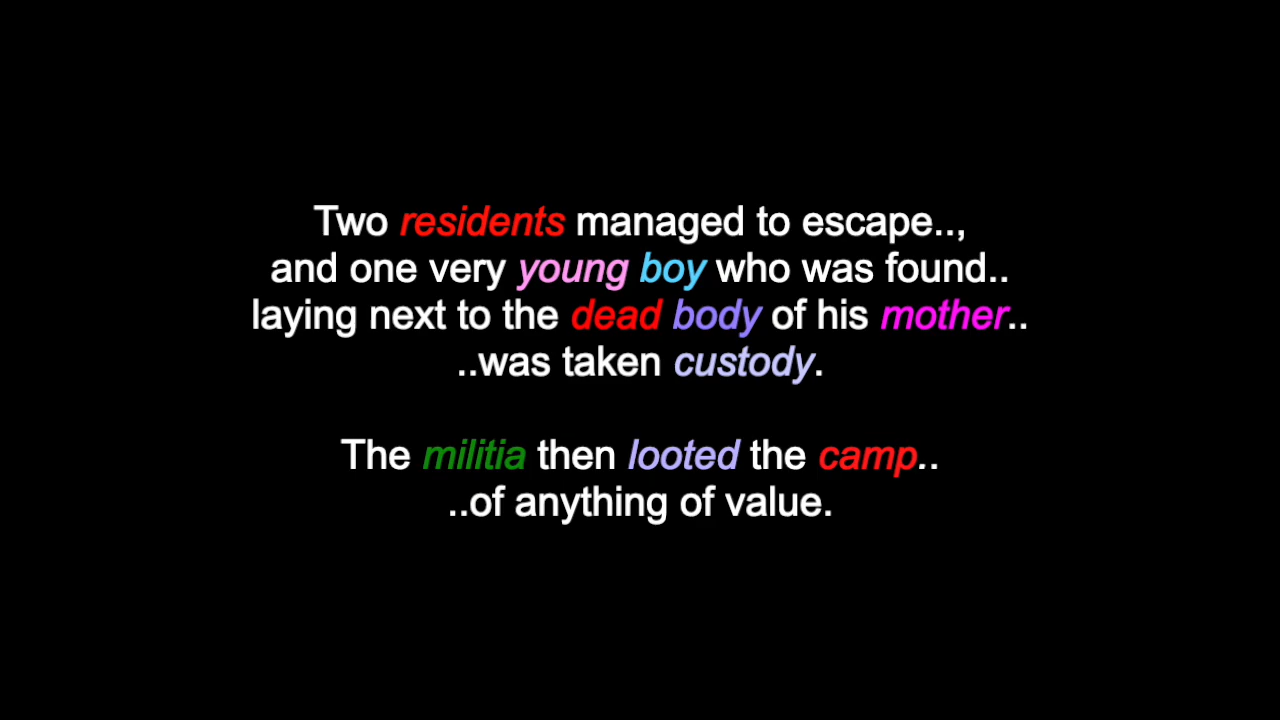 Two residents managed to escape..,
and one very young boy who was found..
laying next to the dead body of his mother..
..was taken custody.
The militia then looted the camp..
..of anything of value.